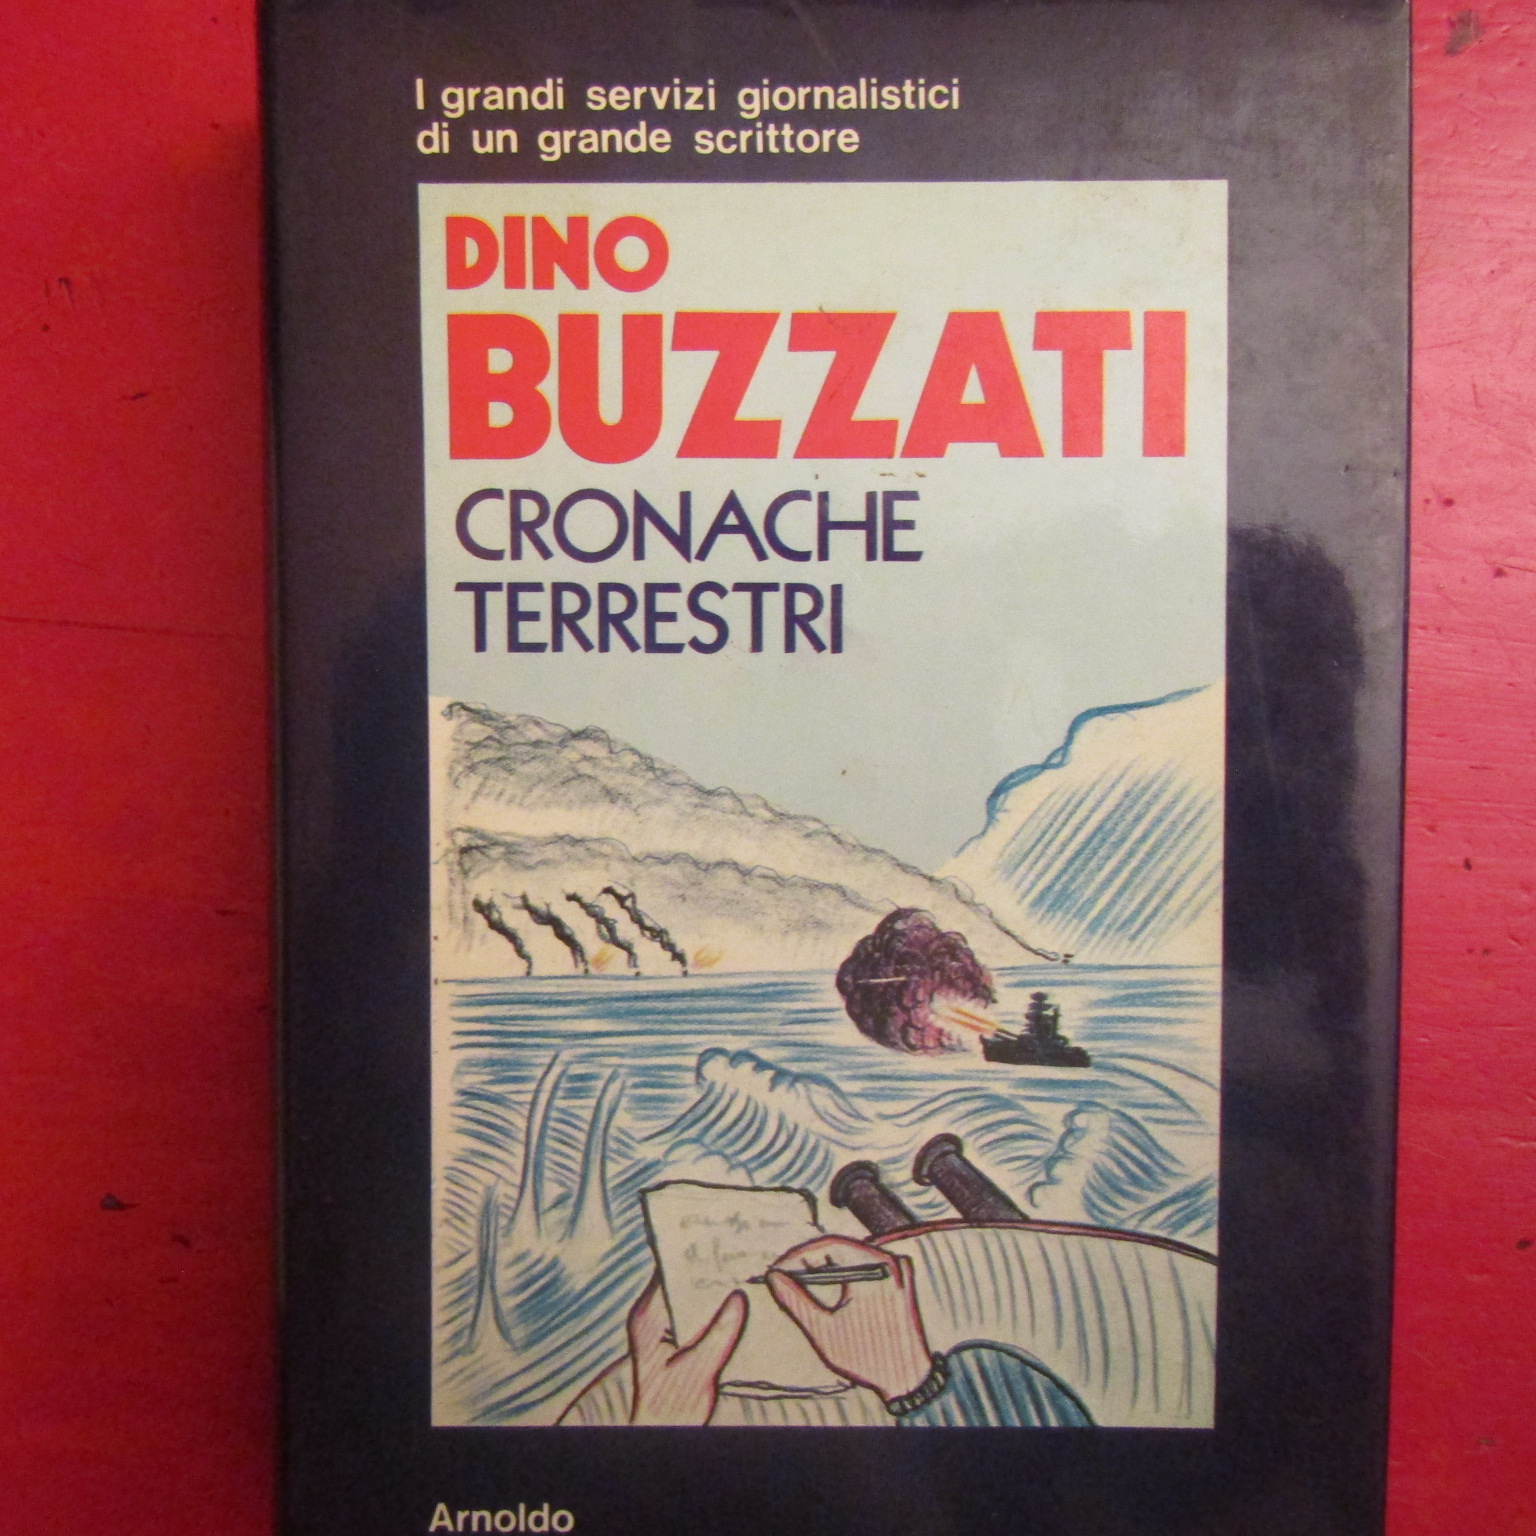 I grandi servizi giornalistici
di un grande scrittore
DINO
BUZZATI
CRONACHE
TERRESTRI
Arnoldo